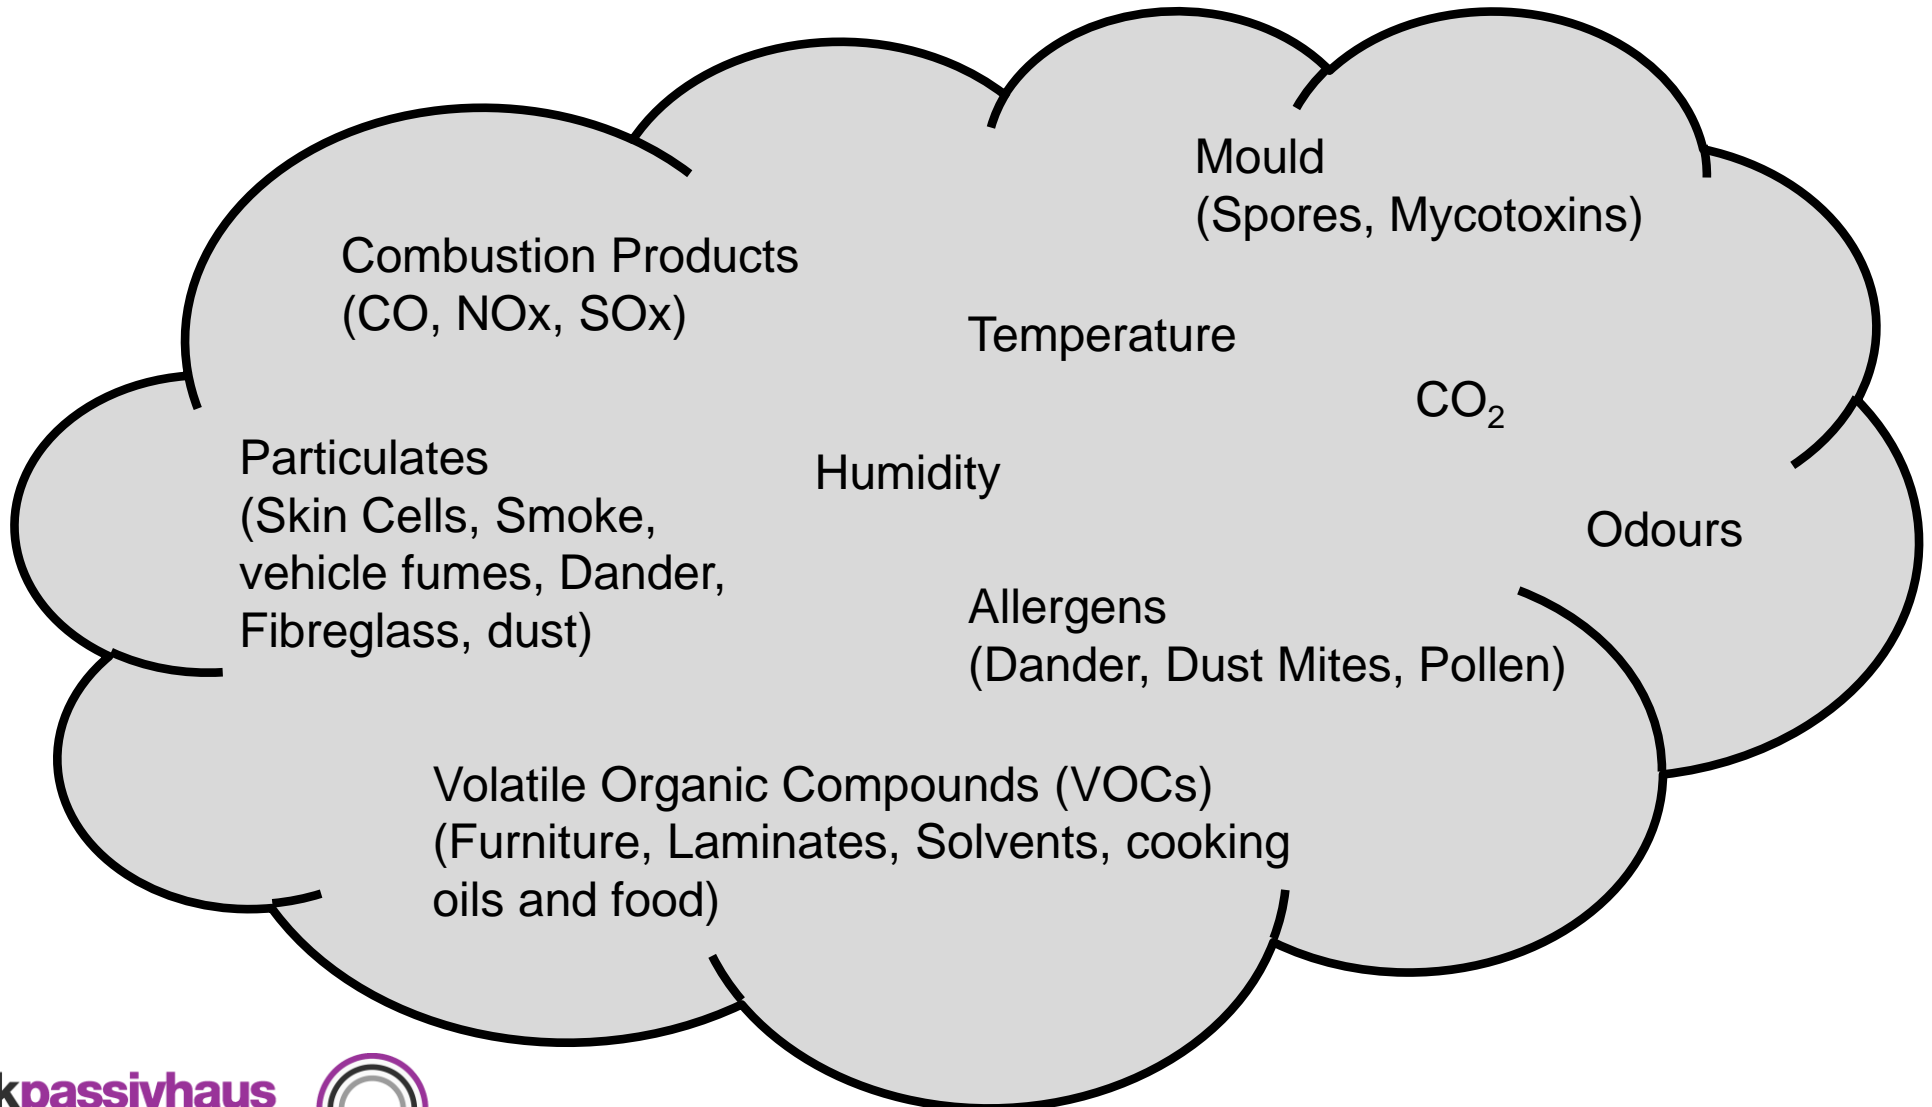 Mould
(Spores, Mycotoxins)
Combustion Products
(CO, NOx, SOx)
Temperature
CO₂
Particulates
(Skin Cells, Smoke,
vehicle fumes, Dander,
Fibreglass, dust)
Humidity
Odours
Allergens
(Dander, Dust Mites, Pollen)
Volatile Organic Compounds (VOCs)
(Furniture, Laminates, Solvents, cooking
oils and food)
kpassivhaus